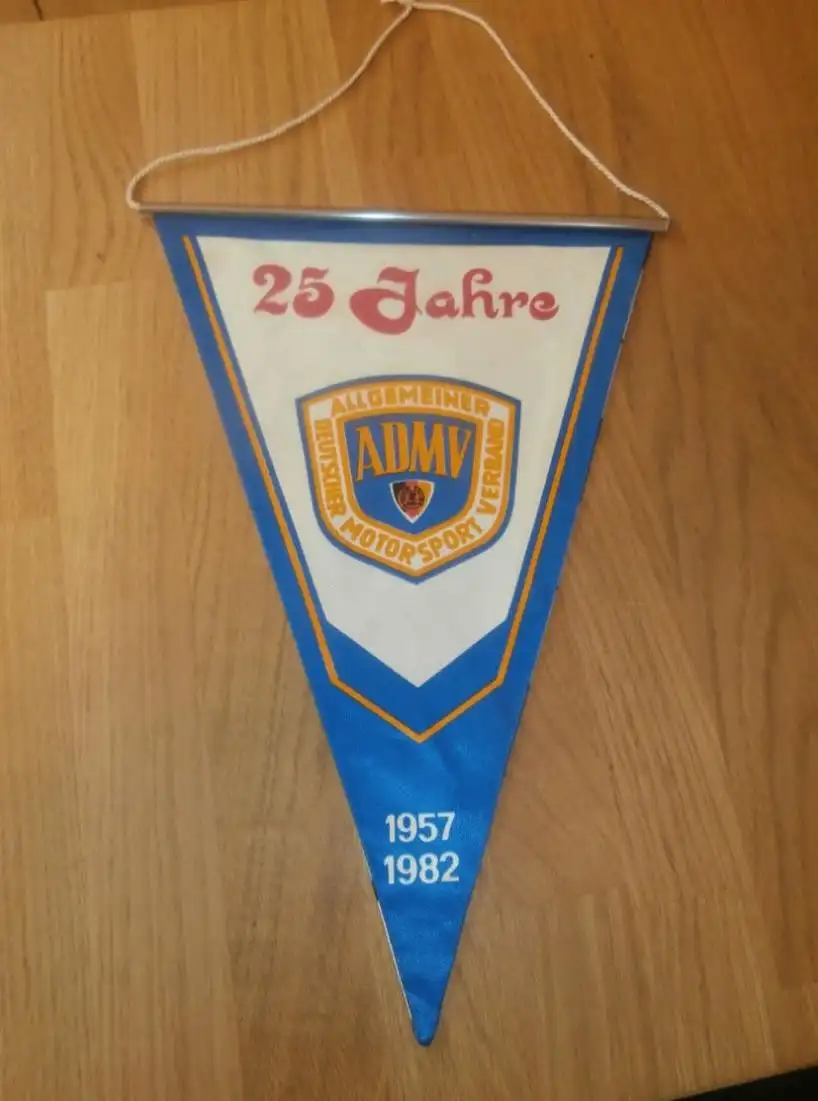 25 Jahre
ALLGEMEINER
DEUTSCHER
MOTORSPORT
VERBAND
ADMV
1957
1982